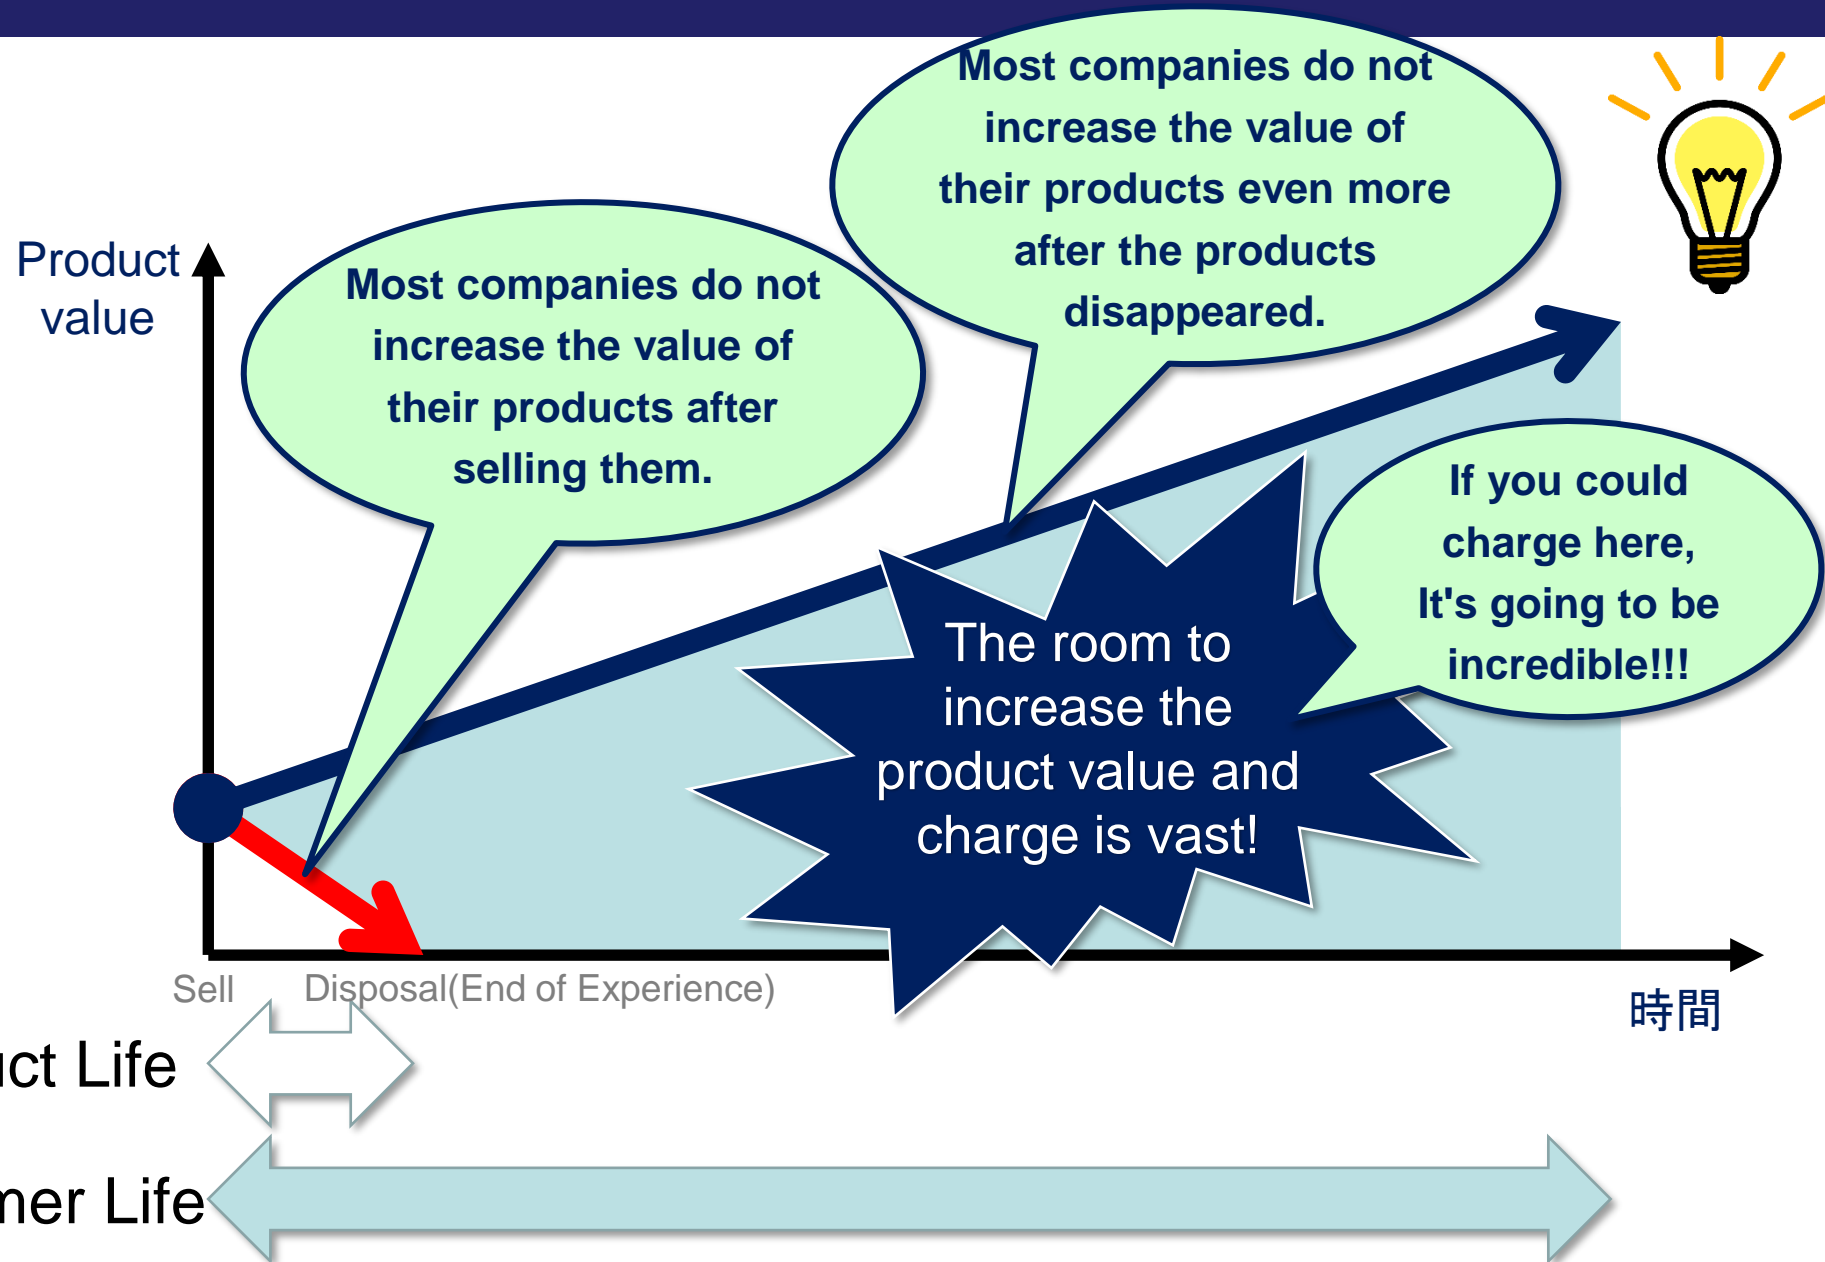 Most companies do not
increase the value of
their products even more
after the products
disappeared.
Product
value
Most companies do not
increase the value of
their products after
selling them.
If you could
charge here,
It's going to be
incredible!!!
The room to
increase the
product value and
charge is vast!
Sell
Disposal(End of Experience)
時間
Life
Life